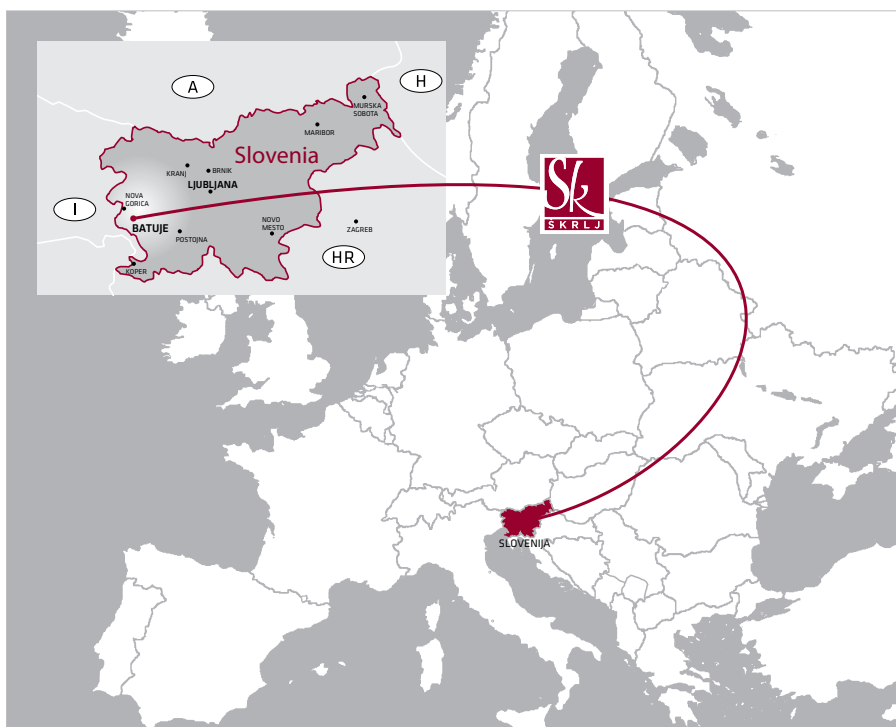 A
H
MURSKA
SOBOTA
MARIBOR
Slovenia
KRANJ
BRNIK
LJUBLJANA
I
NOVA
GORICA
BATUJE
POSTOJNA
NOVO
MESTO
ZAGREB
HR
KOPER
Sk
ŠKRLJ
SLOVENIJA